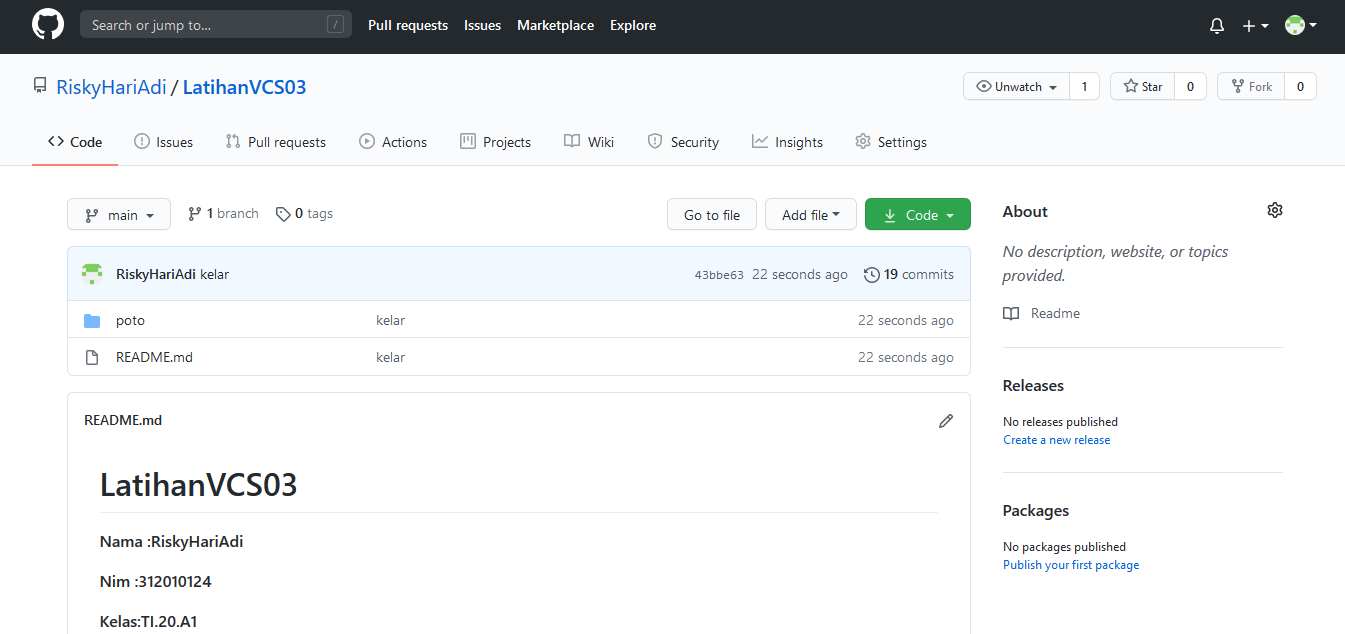 Search or jump to... / Pull requests Issues Marketplace Explore
RiskyHariAdi / LatihanVCS03 Unwatch 1 Star 0 Fork 0
Code Issues Pull requests Actions Projects Wiki Security Insights Settings
main 1 branch 0 tags Go to file Add file Code
RiskyHariAdi kelar 43bbe63 22 seconds ago 19 commits
poto kelar 22 seconds ago
README.md kelar 22 seconds ago
README.md
LatihanVCS03
Nama :RiskyHariAdi
Nim :312010124
Kelas:TI.20.A1
About
No description, website, or topics
provided.
Readme
Releases
No releases published
Create a new release
Packages
No packages published
Publish your first package